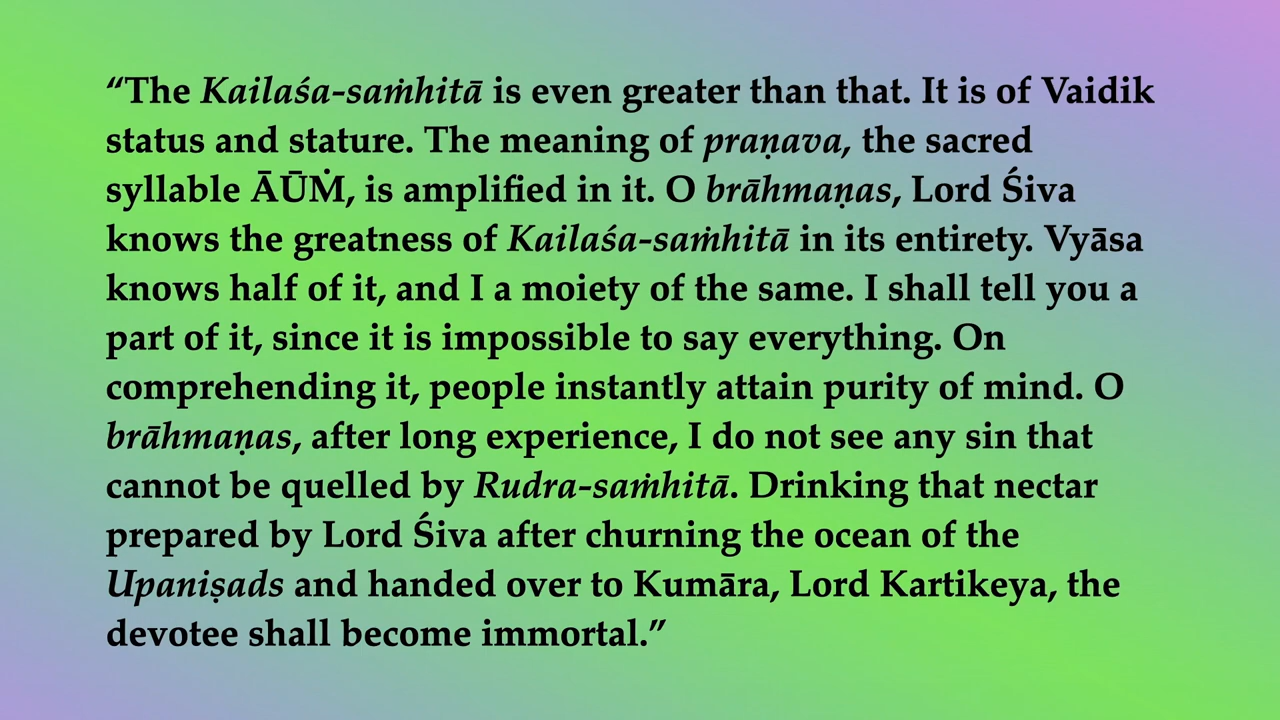 “The Kailaśa-saṁhitā is even greater than that. It is of Vaidik
status and stature. The meaning of praṇava, the sacred
syllable ĀŪṀ, is amplified in it. O brāhmaṇas, Lord Śiva
knows the greatness of Kailaśa-saṁhitā in its entirety. Vyāsa
knows half of it, and I a moiety of the same. I shall tell you a
part of it, since it is impossible to say everything. On
comprehending it, people instantly attain purity of mind. O
brāhmaṇas, after long experience, I do not see any sin that
cannot be quelled by Rudra-saṁhitā. Drinking that nectar
prepared by Lord Śiva after churning the ocean of the
Upaniṣads and handed over to Kumāra, Lord Kartikeya, the
devotee shall become immortal.”